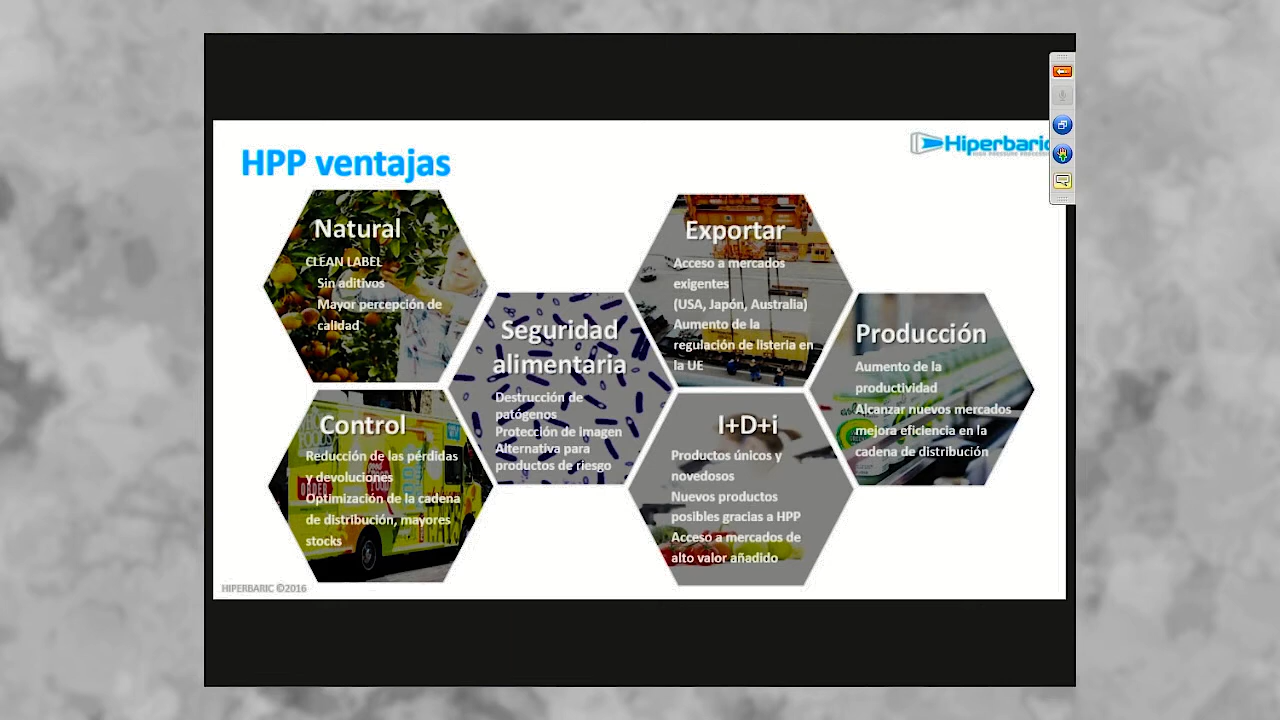 HPP ventajas
Hiperbaric
Natural
CLEAN LABEL
Sin aditivos
Mayor percepción de
calidad
Control
Reducción de las pérdidas
y devoluciones
Optimización de la cadena
de distribución, mayores
stocks
Seguridad
alimentaria
Destrucción de
patógenos
Protección de imagen
Alternativa para
productos de riesgo
Exportar
Acceso a mercados
exigentes
(USA, Japón, Australia)
Aumento de la
regulación de listeria en
la UE
I+D+i
Productos únicos y
novedosos
Nuevos productos
posibles gracias a HPP
Acceso a mercados de
alto valor añadido
Producción
Aumento de la
productividad
Alcanzar nuevos mercados
mejora eficiencia en la
cadena de distribución
HIPERBARIC ©2016